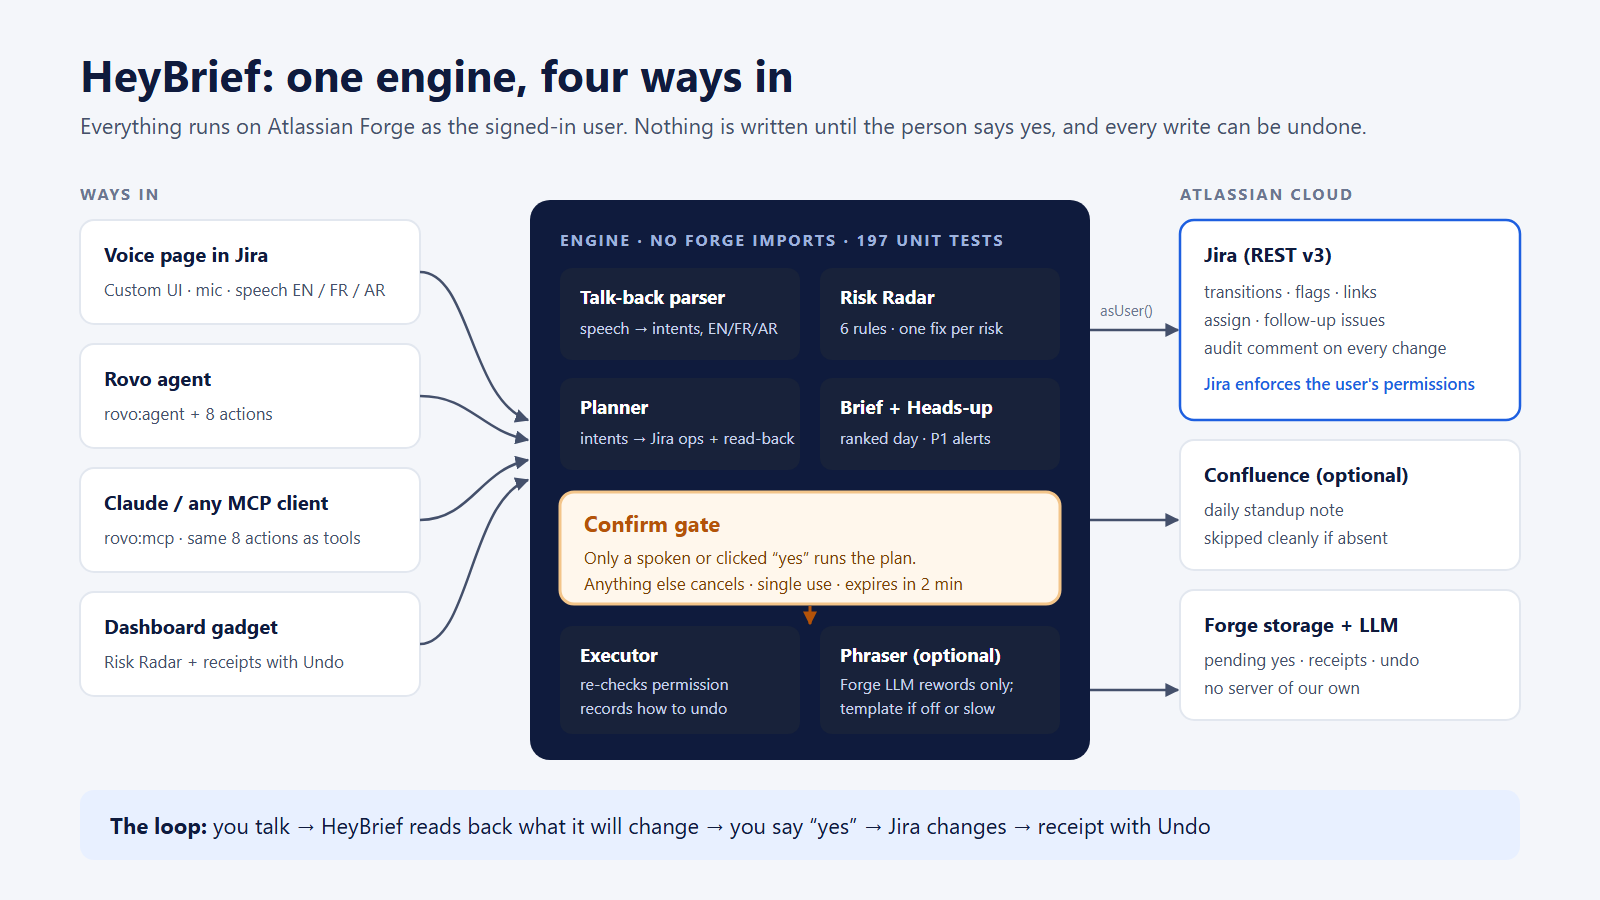 HeyBrief: one engine, four ways in
Everything runs on Atlassian Forge as the signed-in user. Nothing is written until the person says yes, and every write can be undone.
WAYS IN
Voice page in Jira
Custom UI · mic · speech EN / FR / AR
Rovo agent
rovo:agent + 8 actions
Claude / any MCP client
rovo:mcp · same 8 actions as tools
Dashboard gadget
Risk Radar + receipts with Undo
ENGINE · NO FORGE IMPORTS · 197 UNIT TESTS
Talk-back parser
speech → intents, EN/FR/AR
Risk Radar
6 rules · one fix per risk
Planner
intents → Jira ops + read-back
Brief + Heads-up
ranked day · P1 alerts
Confirm gate
Only a spoken or clicked “yes” runs the plan.
Anything else cancels · single use · expires in 2 min
Executor
re-checks permission
records how to undo
Phraser (optional)
Forge LLM rewords only;
template if off or slow
asUser()
ATLASSIAN CLOUD
Jira (REST v3)
transitions · flags · links
assign · follow-up issues
audit comment on every change
Jira enforces the user's permissions
Confluence (optional)
daily standup note
skipped cleanly if absent
Forge storage + LLM
pending yes · receipts · undo
no server of our own
The loop: you talk → HeyBrief reads back what it will change → you say “yes” → Jira changes → receipt with Undo